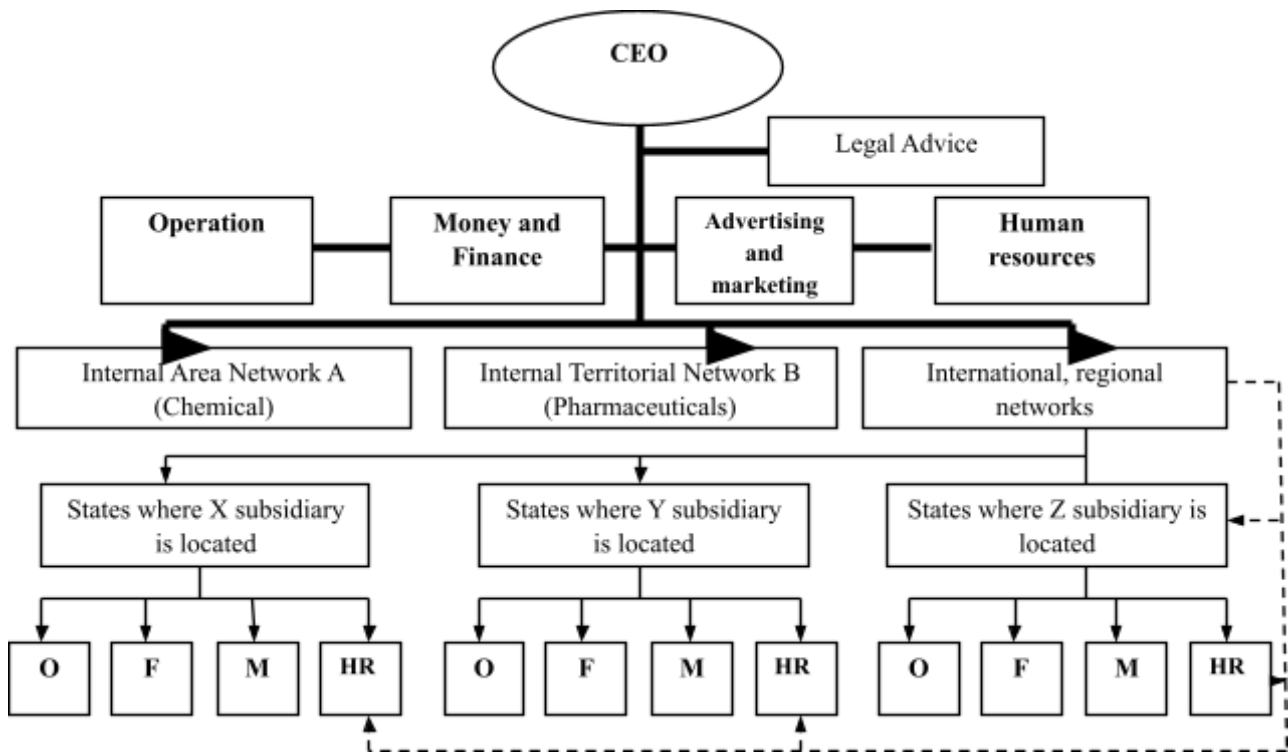 CEO
Legal Advice
Operation
Money and
Finance
Advertising
and
marketing
Human
resources
Internal Area Network A
(Chemical)
Internal Territorial Network B
(Pharmaceuticals)
International, regional
networks
States where X subsidiary
is located
States where Y subsidiary
is located
States where Z subsidiary is
located
O
F
M
HR
O
F
M
HR
O
F
M
HR